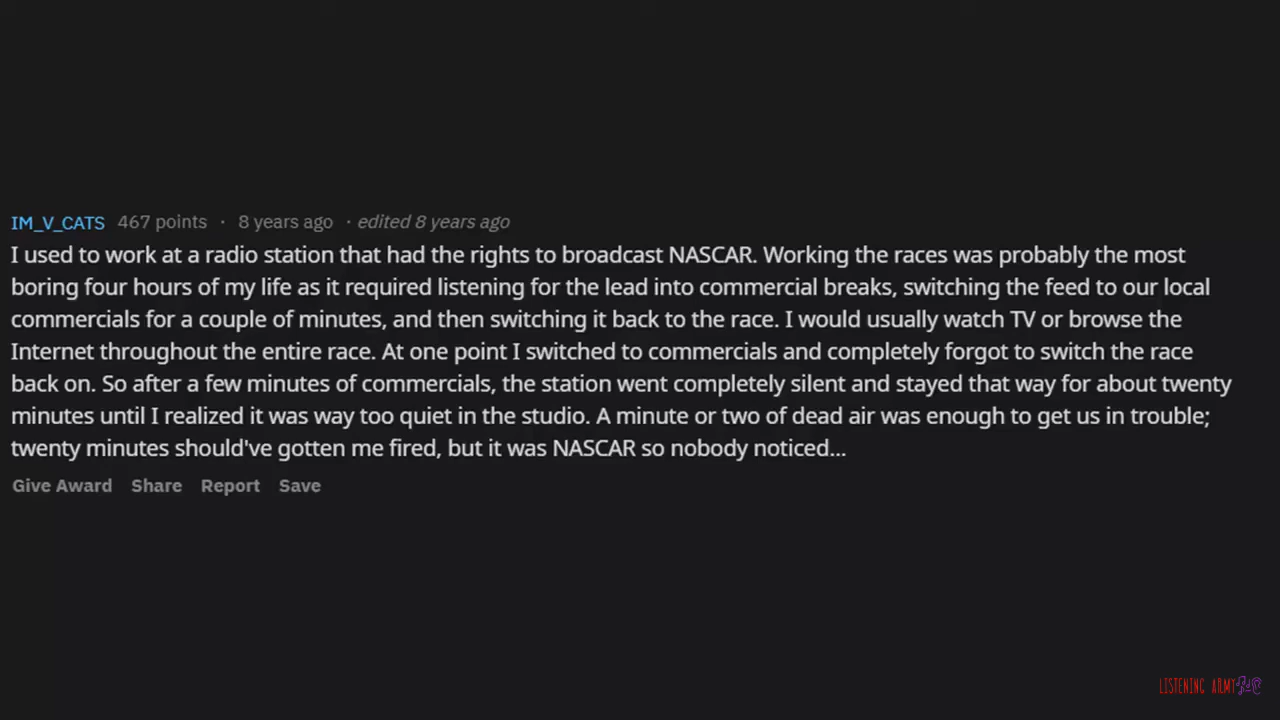 IM_V_CATS 467 points · 8 years ago · edited 8 years ago
I used to work at a radio station that had the rights to broadcast NASCAR. Working the races was probably the most
boring four hours of my life as it required listening for the lead into commercial breaks, switching the feed to our local
commercials for a couple of minutes, and then switching it back to the race. I would usually watch TV or browse the
Internet throughout the entire race. At one point I switched to commercials and completely forgot to switch the race
back on. So after a few minutes of commercials, the station went completely silent and stayed that way for about twenty
minutes until I realized it was way too quiet in the studio. A minute or two of dead air was enough to get us in trouble;
twenty minutes should've gotten me fired, but it was NASCAR so nobody noticed...
Give Award Share Report Save
LISTENING ARMY